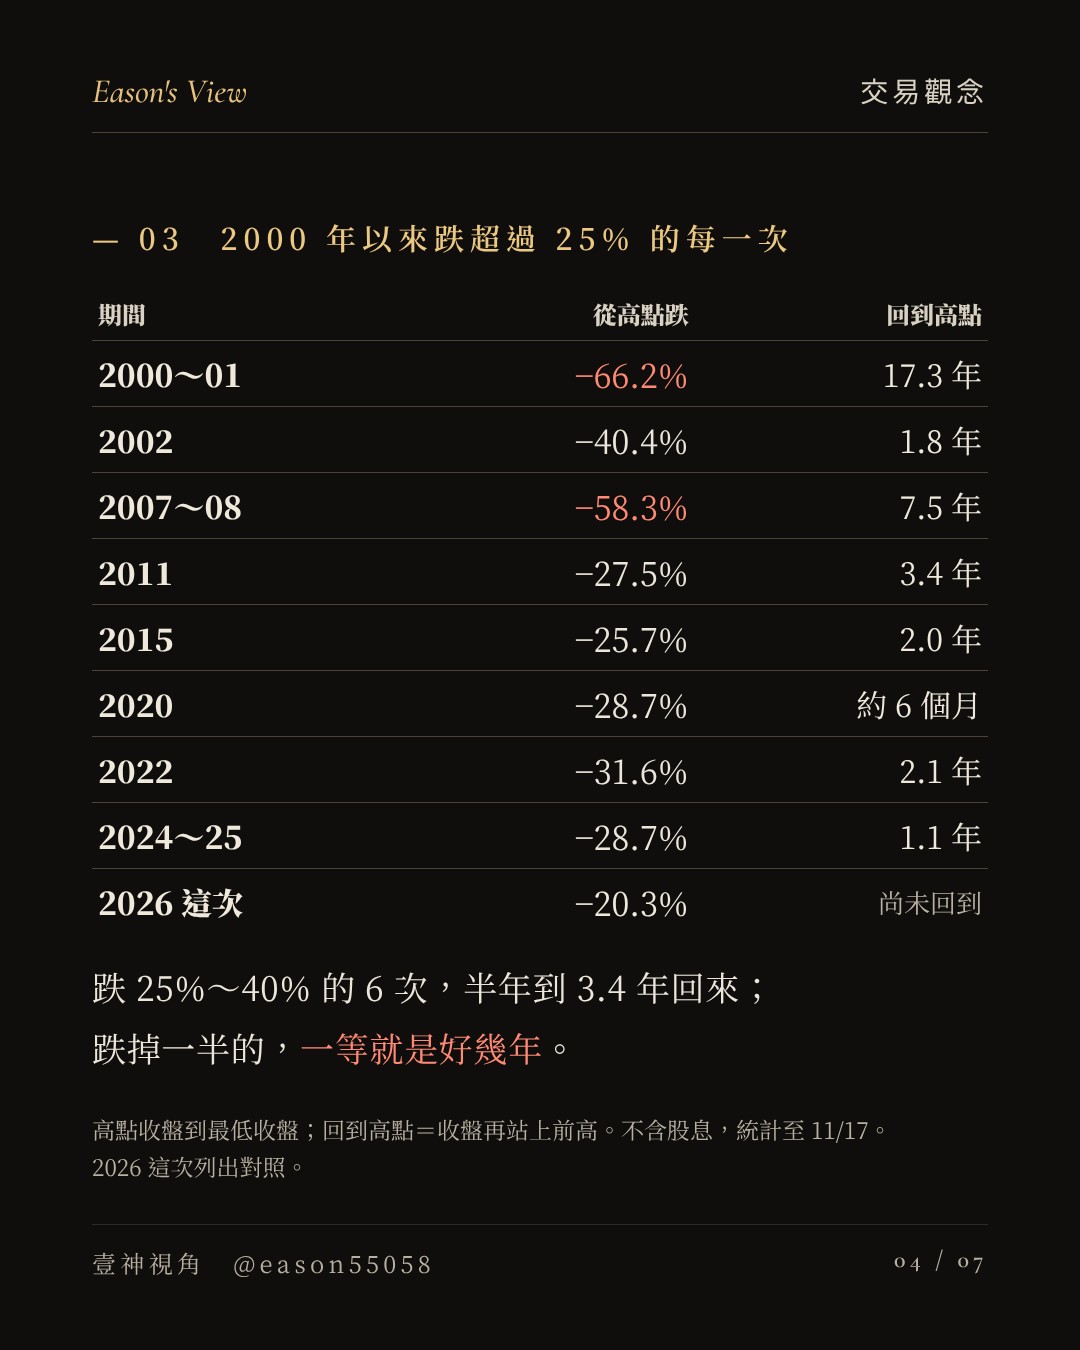 Eason's View 交易觀念
— 03 2000 年以來跌超過 25% 的每一次
期間 從高點跌 回到高點
2000～01 −66.2% 17.3 年
2002 −40.4% 1.8 年
2007～08 −58.3% 7.5 年
2011 −27.5% 3.4 年
2015 −25.7% 2.0 年
2020 −28.7% 約 6 個月
2022 −31.6% 2.1 年
2024～25 −28.7% 1.1 年
2026 這次 −20.3% 尚未回到
跌 25%～40% 的 6 次，半年到 3.4 年回來；
跌掉一半的，一等就是好幾年。
高點收盤到最低收盤；回到高點＝收盤再站上前高。不含股息，統計至 11/17。
2026 這次列出對照。
壹神視角 @eason55058 04 / 07